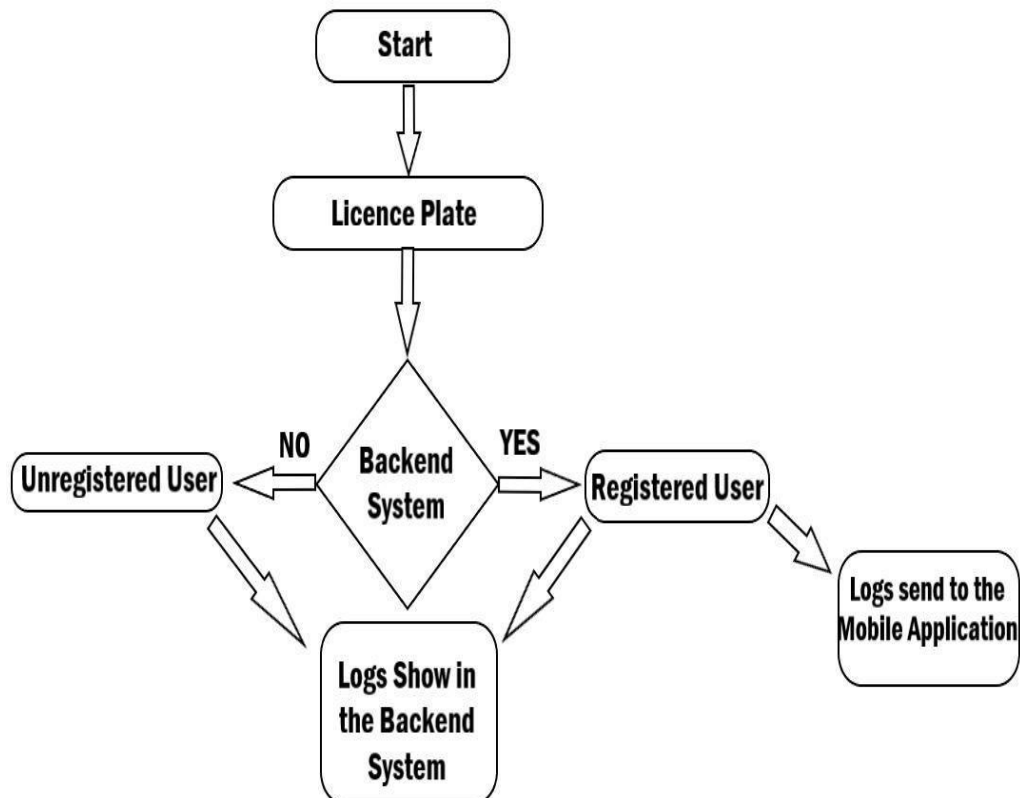 Start
Licence Plate
NO
YES
Backend
System
Unregistered User
Registered User
Logs send to the
Mobile Application
Logs Show in
the Backend
System